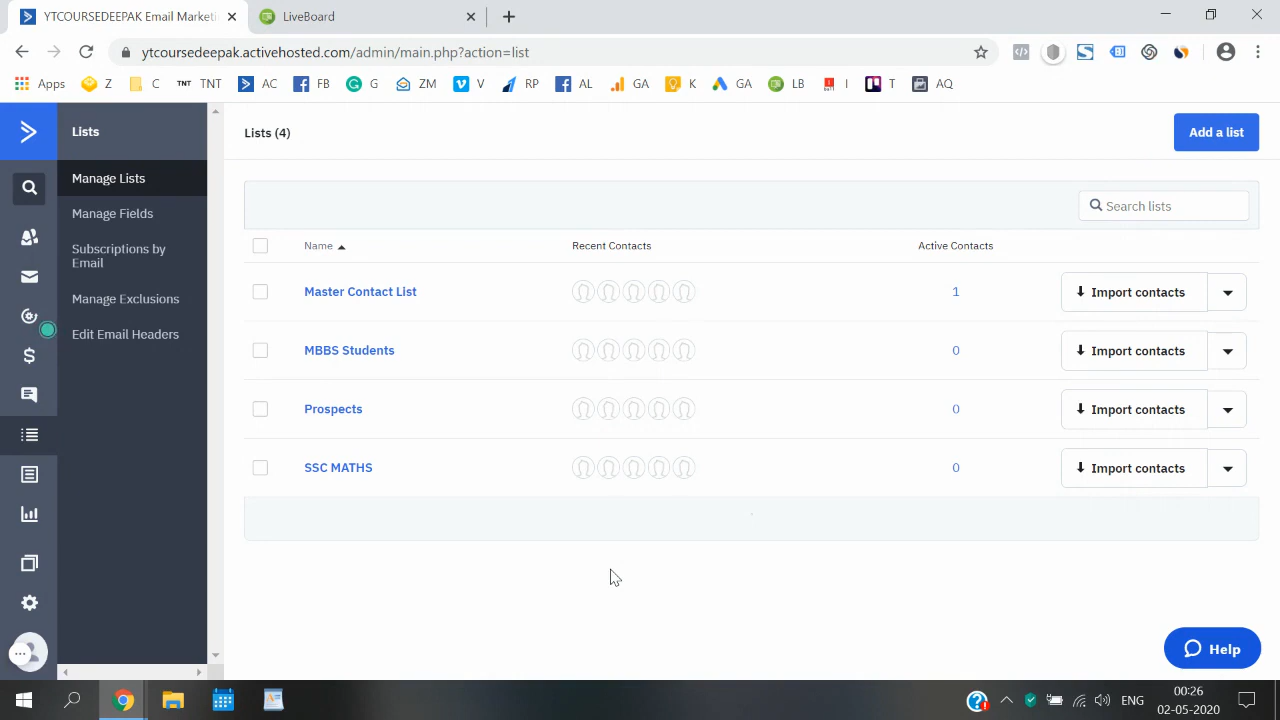 YTCOURSEDEEPAK Email Marketi
LiveBoard
ytcoursedeepak.activehosted.com/admin/main.php?action=list
Apps Z C TNT TNT AC FB G ZM V RP AL GA K GA LB I T AQ
Lists
Lists (4)
Add a list
Manage Lists
Manage Fields
Search lists
Subscriptions by
Email
Name Recent Contacts Active Contacts
Manage Exclusions
Edit Email Headers
Master Contact List 1 Import contacts
MBBS Students 0 Import contacts
Prospects 0 Import contacts
SSC MATHS 0 Import contacts
Help
ENG
00:26
02-05-2020